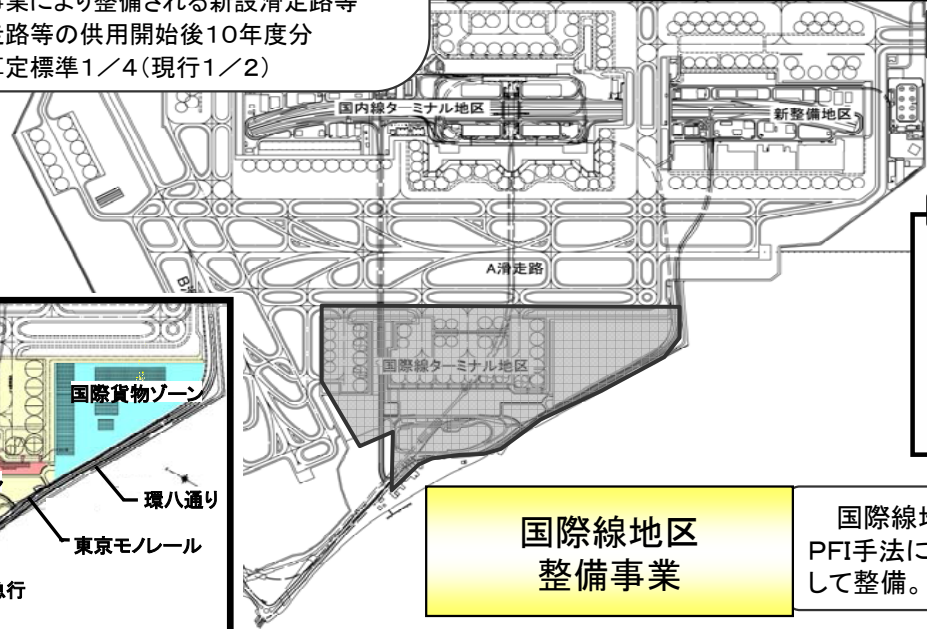 事業により整備される新設滑走路等
走路等の供用開始後10年度分
算定標準1／4(現行1／2)
国内線ターミナル地区
新整備地区
A滑走路
国際線ターミナル地区
国際貨物ゾーン
環八通り
東京モノレール
急行
国際線地区
整備事業
国際線地
PFI手法に
して整備。